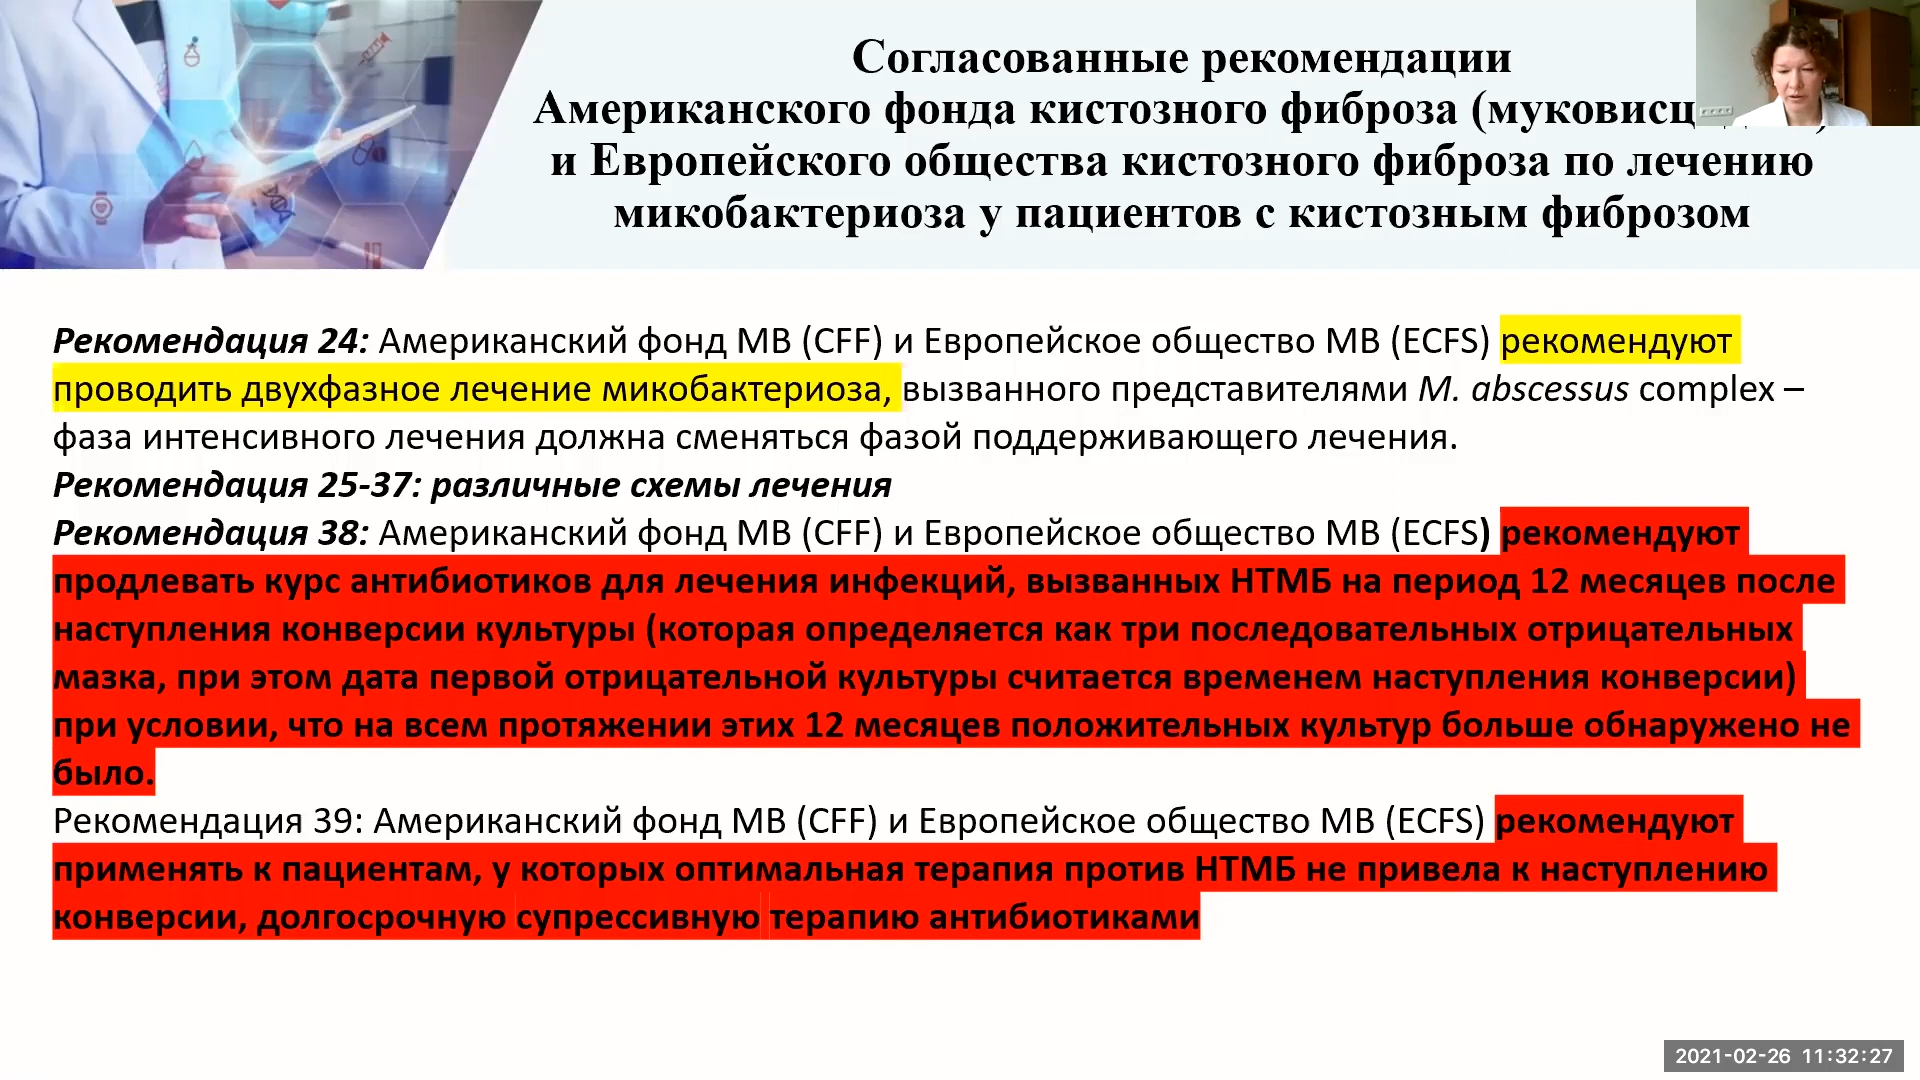 Согласованные рекомендации
Американского фонда кистозного фиброза
и Европейского общества кистозного фиброза по лечению
микобактериоза у пациентов с кистозным фиброзом
Рекомендация 24: Американский фонд МВ (CFF) и Европейское общество МВ (ECFS) рекомендуют
проводить двухфазное лечение микобактериоза, вызванного представителями M. abscessus complex –
фаза интенсивного лечения должна сменяться фазой поддерживающего лечения.
Рекомендация 25-37: различные схемы лечения
Рекомендация 38: Американский фонд МВ (CFF) и Европейское общество МВ (ECFS) рекомендуют
продлевать курс антибиотиков для лечения инфекций, вызванных НТМБ на период 12 месяцев после
наступления конверсии культуры (которая определяется как три последовательных отрицательных
мазка, при этом дата первой отрицательной культуры считается временем наступления конверсии)
при условии, что на всем протяжении этих 12 месяцев положительных культур больше обнаружено не
было.
Рекомендация 39: Американский фонд МВ (CFF) и Европейское общество МВ (ECFS) рекомендуют
применять к пациентам, у которых оптимальная терапия против НТМБ не привела к наступлению
конверсии, долгосрочную супрессивную терапию антибиотиками
2021-02-26 11:32:27